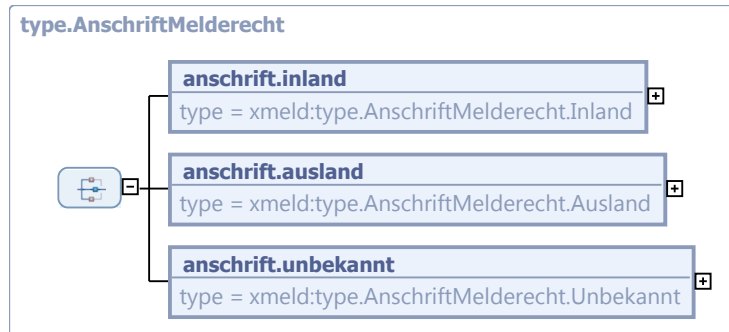 type.AnschriftMelderecht
anschrift.inland
type = xmeld:type.AnschriftMelderecht.Inland
anschrift.ausland
type = xmeld:type.AnschriftMelderecht.Ausland
anschrift.unbekannt
type = xmeld:type.AnschriftMelderecht.Unbekannt